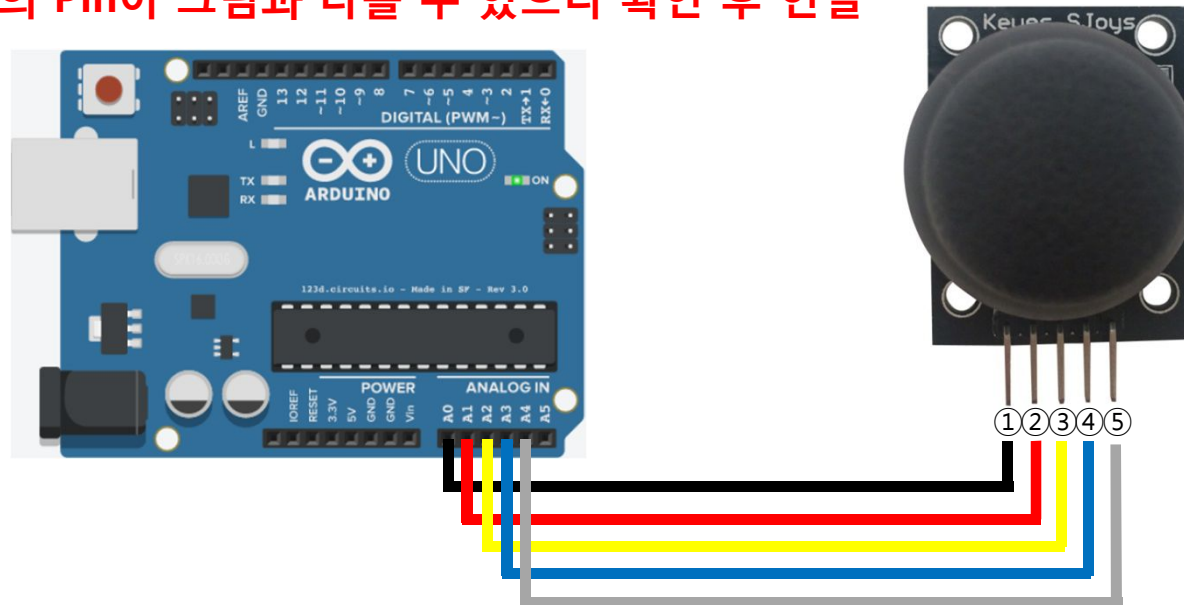 Pin이 그림과 다를 수 있으니 확인 후 연결
Keyes SJoys
AREF
GND
13
12
~11
~10
~9
8
7
~6
~5
4
~3
2
TX→1
RX←0
DIGITAL (PWM~)
L
TX
RX
ARDUINO
UNO
ON
123d.circuits.io - Made in SF - Rev 3.0
POWER
ANALOG IN
IOREF
RESET
3.3V
5V
GND
GND
Vin
A0
A1
A2
A3
A4
A5
①②③④⑤